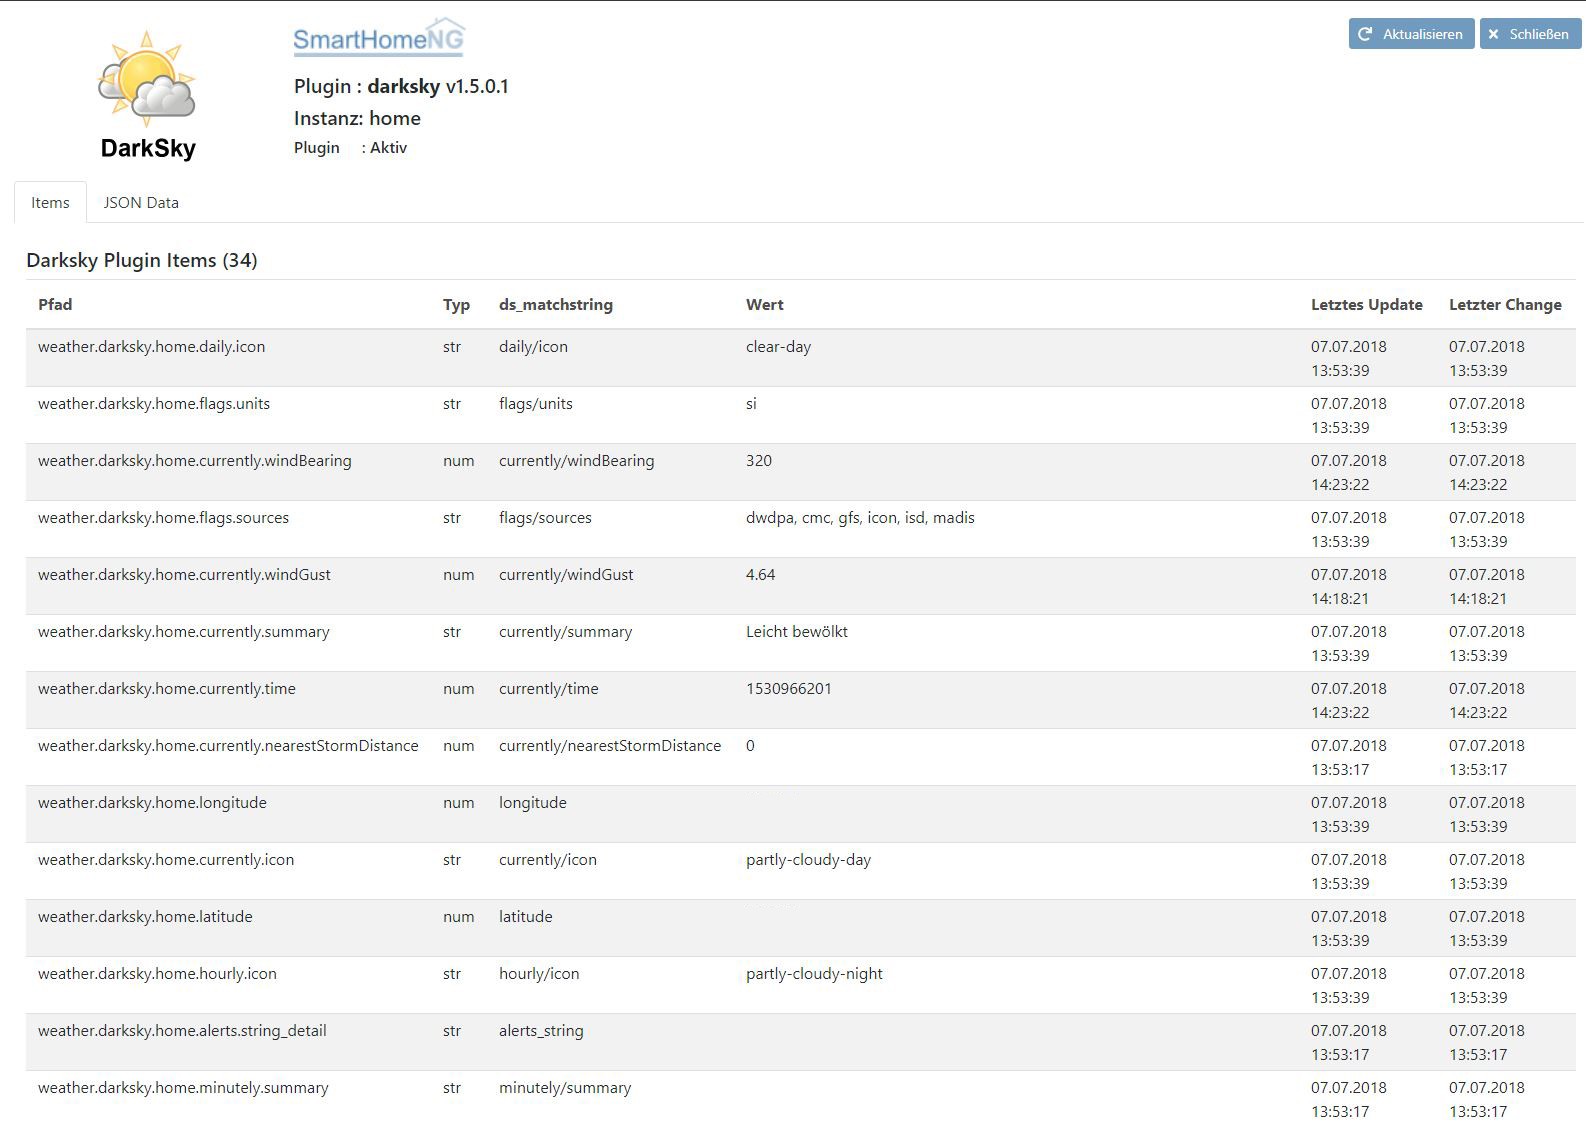 SmartHomeNG
Aktualisieren
Schließen
Plugin : darksky v1.5.0.1
Instanz: home
Plugin : Aktiv
DarkSky
Items JSON Data
Darksky Plugin Items (34)
Pfad Typ ds_matchstring Wert Letztes Update Letzter Change
weather.darksky.home.daily.icon str daily/icon clear-day 07.07.2018 07.07.2018
13:53:39 13:53:39
weather.darksky.home.flags.units str flags/units si 07.07.2018 07.07.2018
13:53:39 13:53:39
weather.darksky.home.currently.windBearing num currently/windBearing 320 07.07.2018 07.07.2018
14:23:22 14:23:22
weather.darksky.home.flags.sources str flags/sources dwdpa, cmc, gfs, icon, isd, madis 07.07.2018 07.07.2018
13:53:39 13:53:39
weather.darksky.home.currently.windGust num currently/windGust 4.64 07.07.2018 07.07.2018
14:18:21 14:18:21
weather.darksky.home.currently.summary str currently/summary Leicht bewölkt 07.07.2018 07.07.2018
13:53:39 13:53:39
weather.darksky.home.currently.time num currently/time 1530966201 07.07.2018 07.07.2018
14:23:22 14:23:22
weather.darksky.home.currently.nearestStormDistance num currently/nearestStormDistance 0 07.07.2018 07.07.2018
13:53:17 13:53:17
weather.darksky.home.longitude num longitude 07.07.2018 07.07.2018
13:53:39 13:53:39
weather.darksky.home.currently.icon str currently/icon partly-cloudy-day 07.07.2018 07.07.2018
13:53:39 13:53:39
weather.darksky.home.latitude num latitude 07.07.2018 07.07.2018
13:53:39 13:53:39
weather.darksky.home.hourly.icon str hourly/icon partly-cloudy-night 07.07.2018 07.07.2018
13:53:39 13:53:39
weather.darksky.home.alerts.string_detail str alerts_string 07.07.2018 07.07.2018
13:53:17 13:53:17
weather.darksky.home.minutely.summary str minutely/summary 07.07.2018 07.07.2018
13:53:17 13:53:17